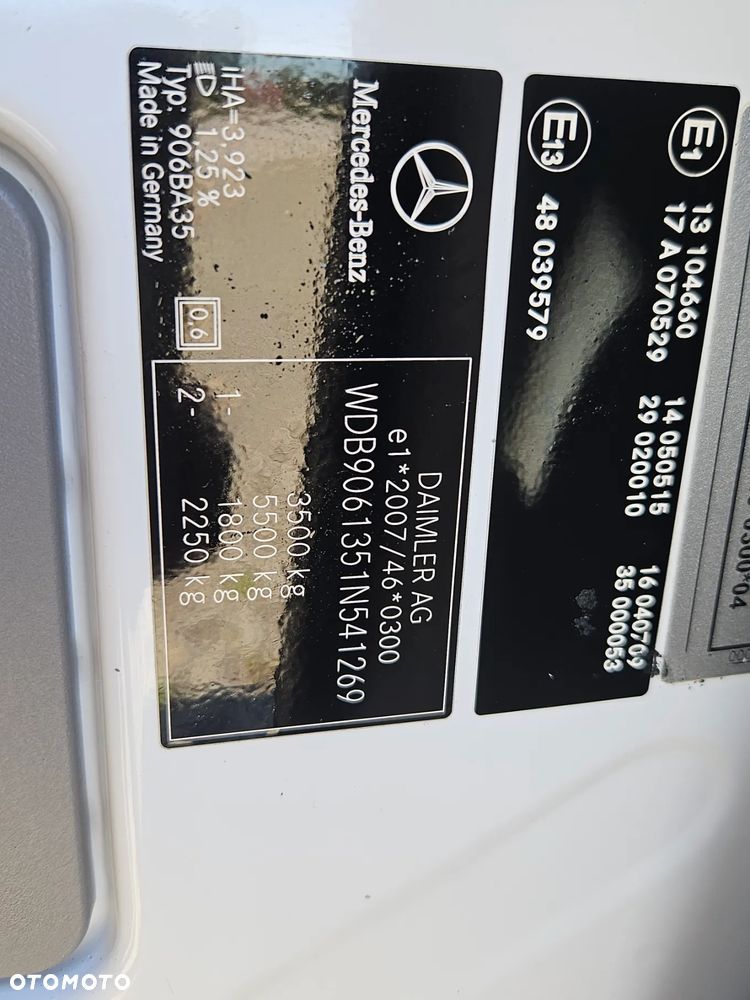 E1
13 104660 14 050515 16 040709
17 A 070529 29 020010 35 000053
E13
48 039579
Mercedes-Benz
DAIMLER AG
e1*2007/46*0300
WDB9061351N541269
3500 kg
5500 kg
1- 1800 kg
2- 2250 kg
iHA=3,923
1,25 %
Typ: 906BA35
Made in Germany
0,6
OTOMOTO